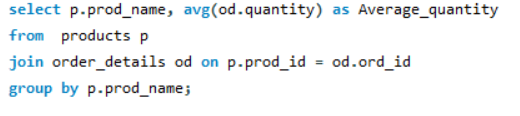 select p.prod_name, avg(od.quantity) as Average_quantity
from  products p
join order_details od on p.prod_id = od.ord_id
group by p.prod_name;